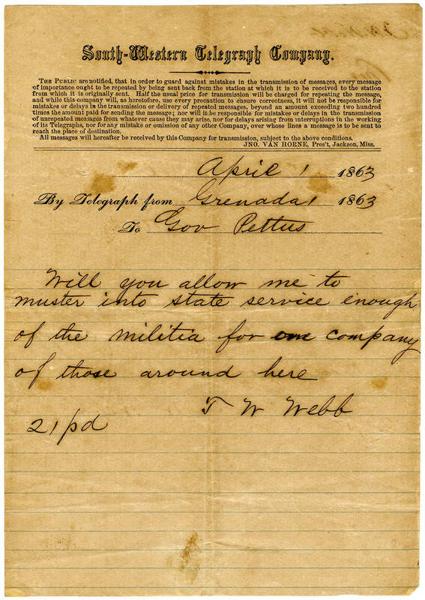 South-Western Telegraph Company.
THE PUBLIC are notified, that in order to guard against mistakes in the transmission of messages, every message
of importance ought to be repeated by being sent back from the station at which it is to be received to the station
from which it is originally sent. Half the usual price for transmission will be charged for repeating the message,
and while this company will, as heretofore, use every precaution to ensure correctness, it will not be responsible for
mistakes or delays in the transmission or delivery of repeated messages, beyond an amount exceeding two hundred
times the amount paid for sending the message; nor will it be responsible for mistakes or delays in the transmission
of unrepeated messages from whatever cause they may arise, nor for delays arising from interruptions in the working
of its Telegraphs, nor for any mistake or omission of any other Company, over whose lines a message is to be sent to
reach the place of destination.
All messages will hereafter be received by this Company for transmission, subject to the above conditions.
JNO. VAN HORNE, Pres't, Jackson, Miss.
April 1 1863
By Telegraph from Grenada 1 1863
To Gov Pettus
Will you allow me to
muster into state service enough
of the militia for one company
of those around here
T W Webb
21 pd